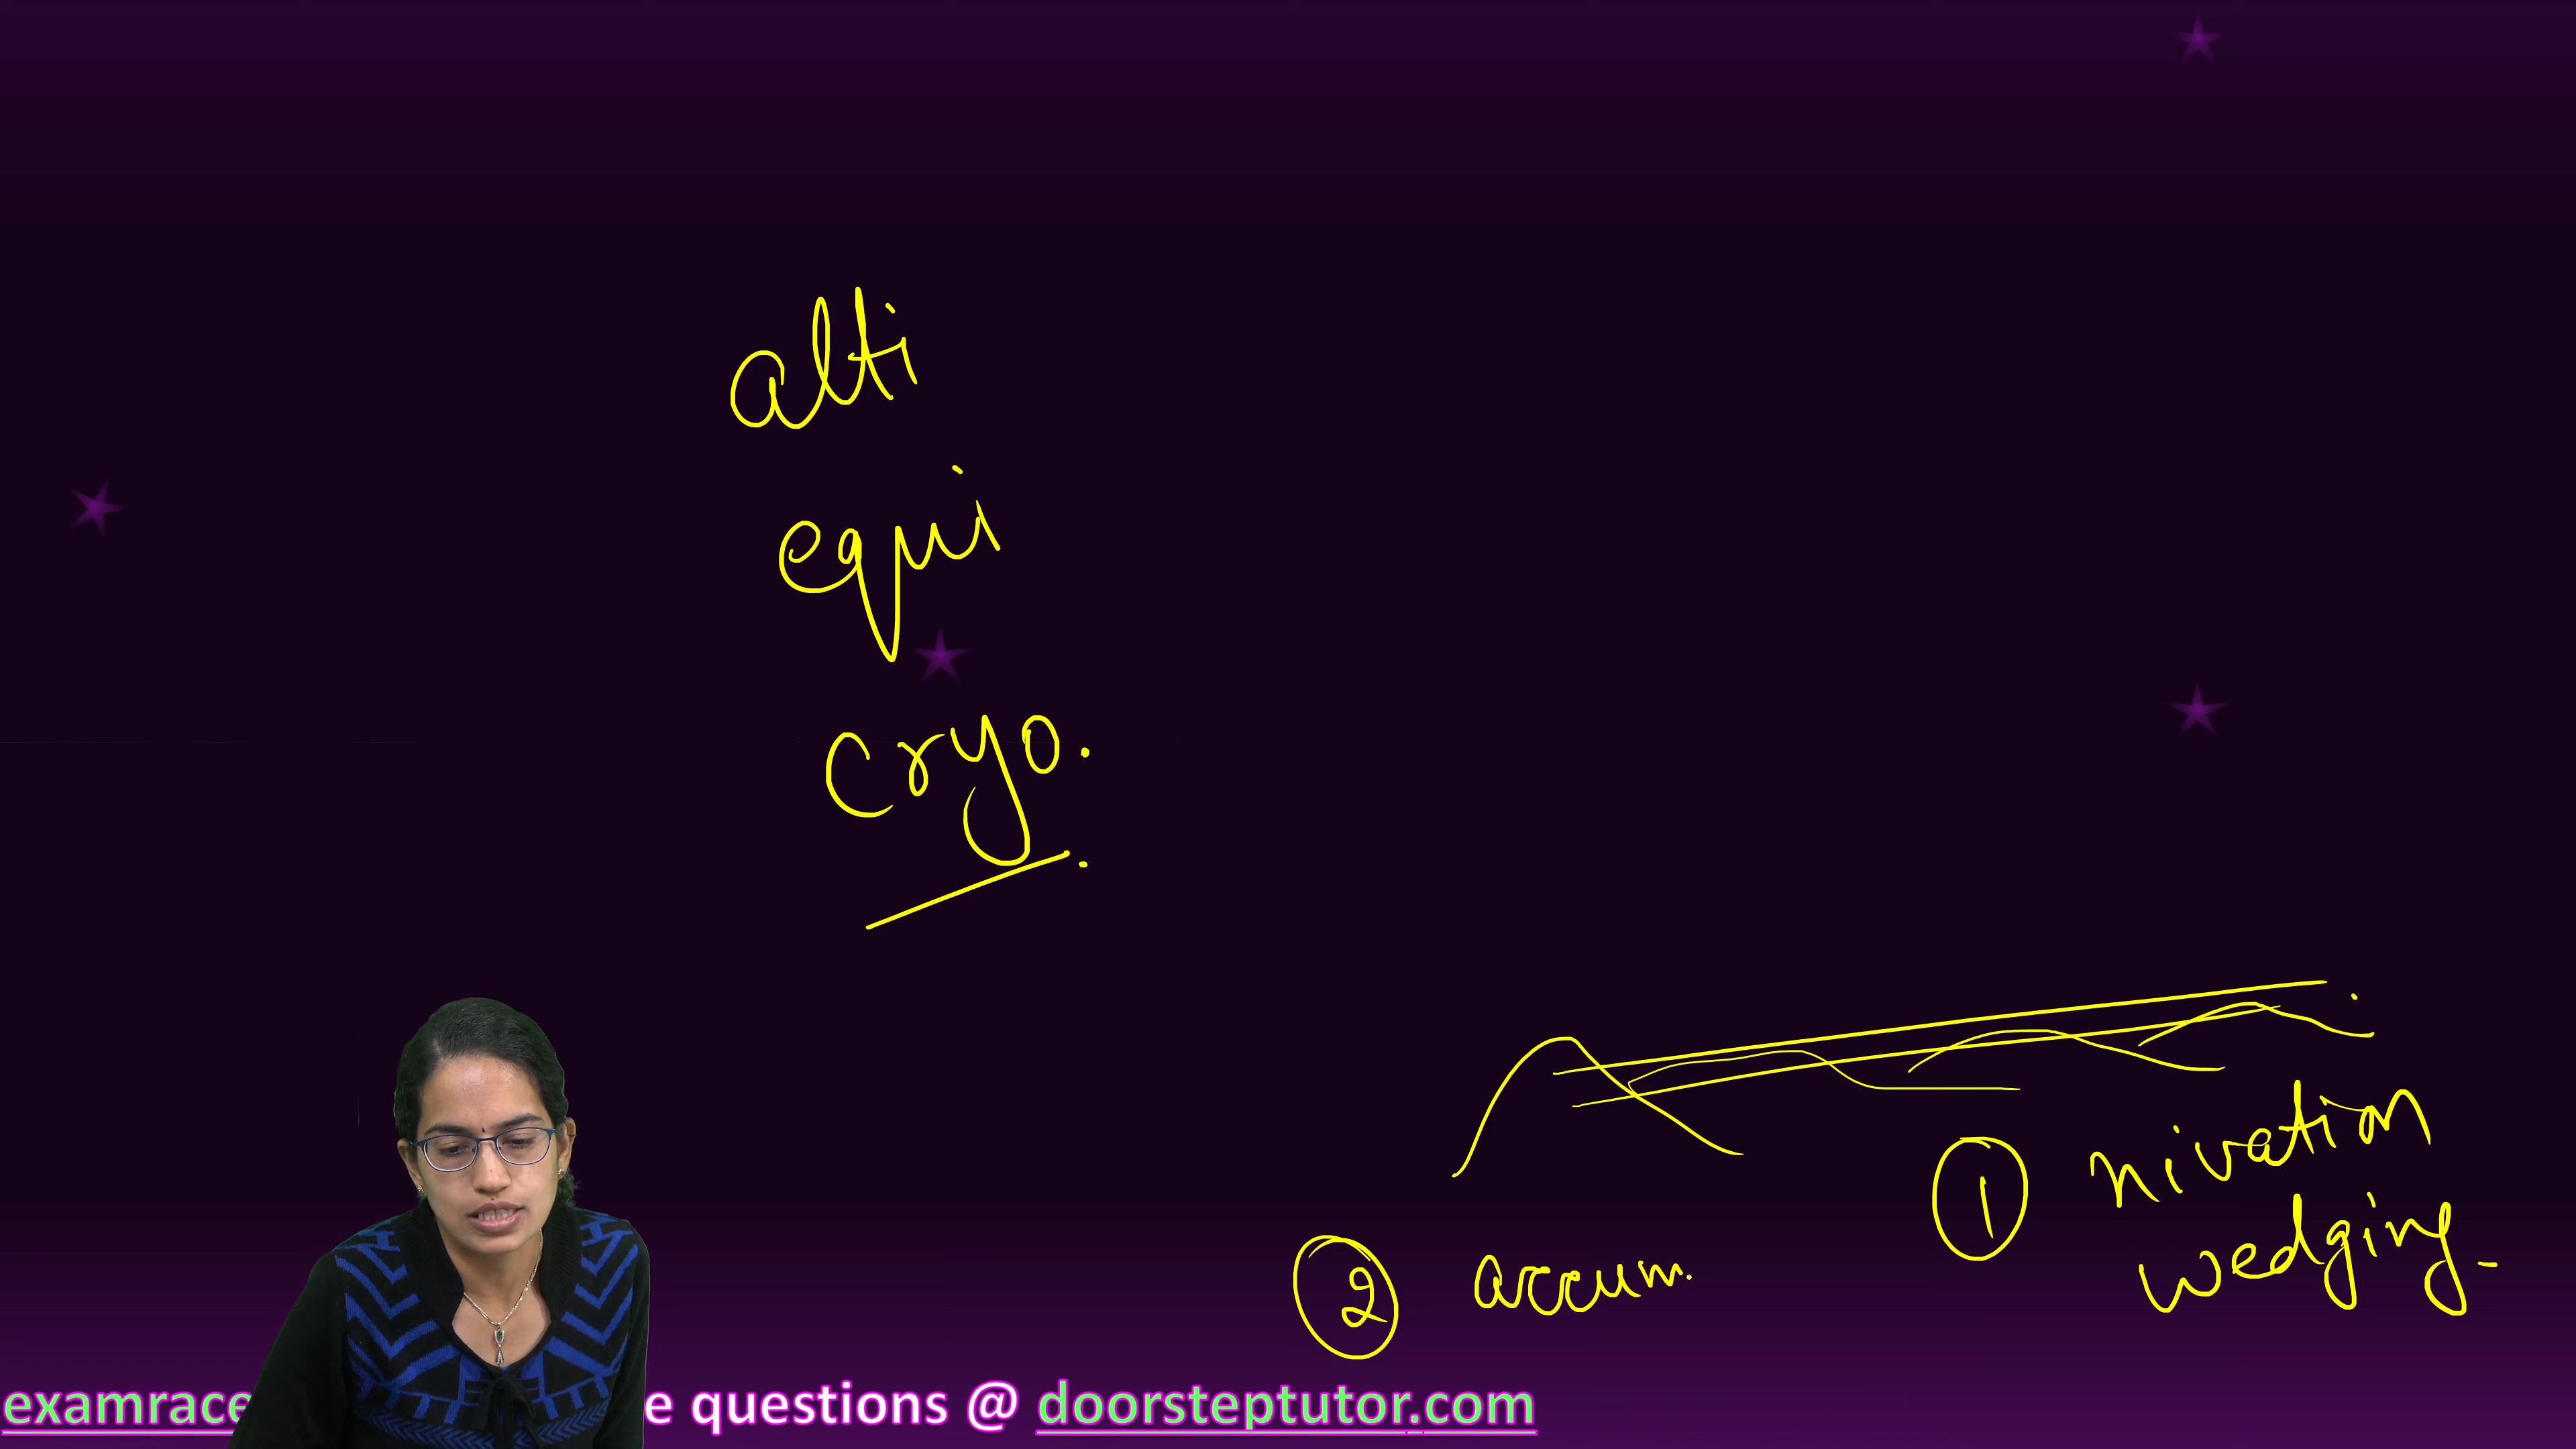 alti
equi
cryo.
1 nivation
wedging-
2 accum.
examrace
e questions @ doorsteptutor.com